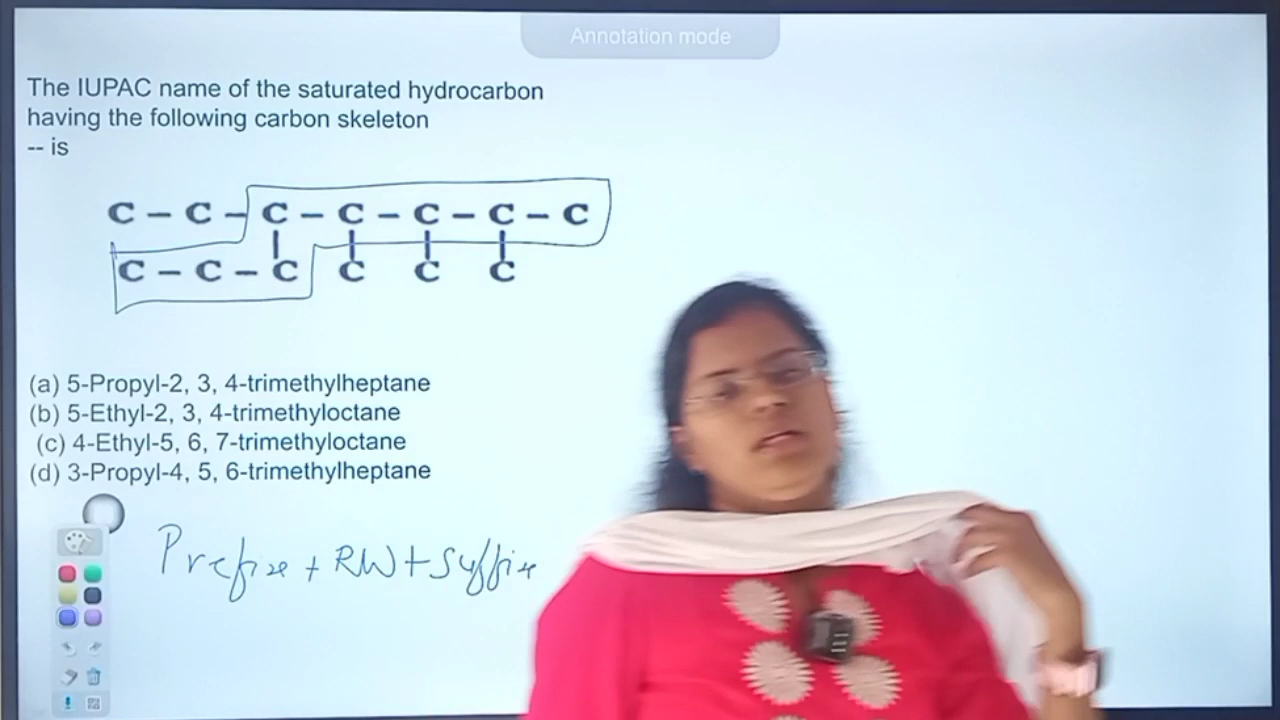 Annotation mode
The IUPAC name of the saturated hydrocarbon
having the following carbon skeleton
-- is
C – C – C – C – C – C – C
C – C – C C C C
(a) 5-Propyl-2, 3, 4-trimethylheptane
(b) 5-Ethyl-2, 3, 4-trimethyloctane
(c) 4-Ethyl-5, 6, 7-trimethyloctane
(d) 3-Propyl-4, 5, 6-trimethylheptane
Prefix + RW + Suffix